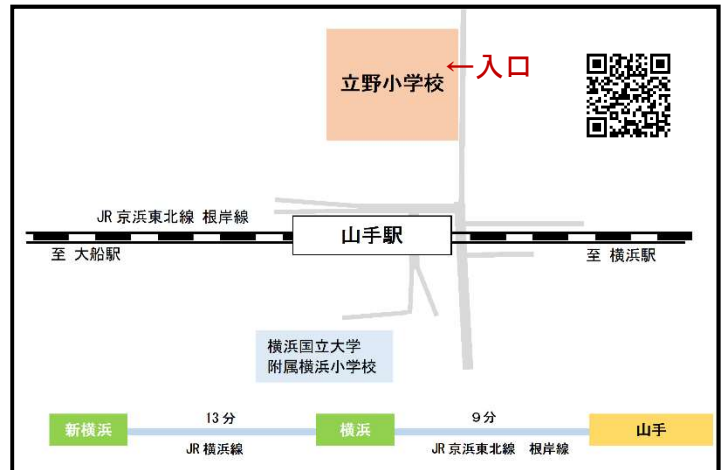 立野小学校
←入口
JR 京浜東北線 根岸線
山手駅
至 大船駅
至 横浜駅
横浜国立大学
附属横浜小学校
13分
9分
新横浜
横浜
山手
JR 横浜線
JR 京浜東北線 根岸線